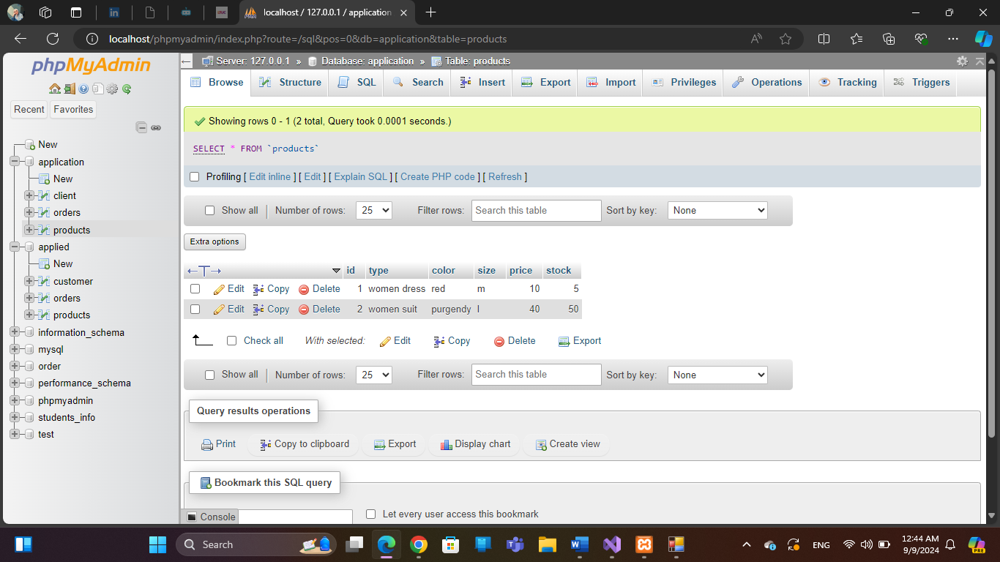 localhost / 127.0.0.1 / application
localhost/phpmyadmin/index.php?route=/sql&pos=0&db=application&table=products
phpMyAdmin
Recent Favorites
New
application
New
client
orders
products
applied
New
customer
orders
products
information_schema
mysql
order
performance_schema
phpmyadmin
students_info
test
Server: 127.0.0.1 » Database: application » Table: products
Browse Structure SQL Search Insert Export Import Privileges Operations Tracking Triggers
Showing rows 0 - 1 (2 total, Query took 0.0001 seconds.)
SELECT * FROM `products`
Profiling [ Edit inline ] [ Edit ] [ Explain SQL ] [ Create PHP code ] [ Refresh ]
Show all Number of rows: 25 Filter rows: Search this table Sort by key: None
Extra options
id type color size price stock
Edit Copy Delete 1 women dress red m 10 5
Edit Copy Delete 2 women suit purgendy l 40 50
Check all With selected: Edit Copy Delete Export
Show all Number of rows: 25 Filter rows: Search this table Sort by key: None
Query results operations
Print Copy to clipboard Export Display chart Create view
Bookmark this SQL query
Let every user access this bookmark
Console
Search
ENG
12:44 AM
9/9/2024
PRE